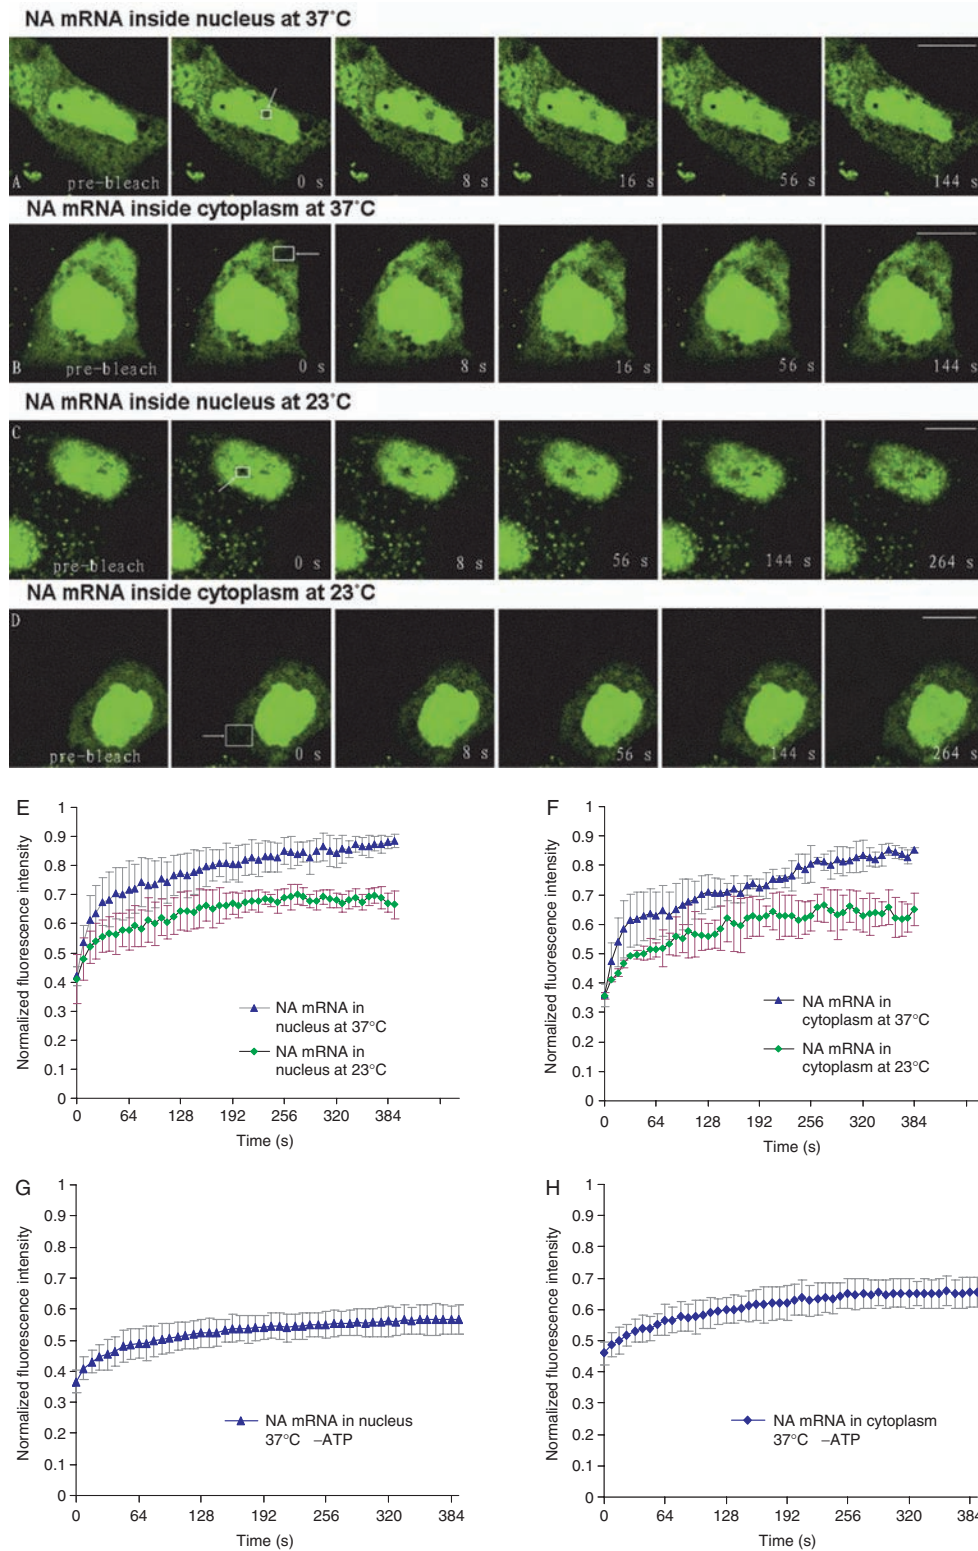 NA mRNA inside nucleus at 37°C
A pre-bleach 0 s 8 s 16 s 56 s 144 s
NA mRNA inside cytoplasm at 37°C
B pre-bleach 0 s 8 s 16 s 56 s 144 s
NA mRNA inside nucleus at 23°C
C
pre-bleach 0 s 8 s 56 s 144 s 264 s
NA mRNA inside cytoplasm at 23°C
D
pre-bleach 0 s 8 s 56 s 144 s 264 s
E
Normalized fluorescence intensity
1
0.9
0.8
0.7
0.6
0.5
0.4
0.3
0.2
0.1
0
NA mRNA in
nucleus at 37°C
NA mRNA in
nucleus at 23°C
0 64 128 192 256 320 384
Time (s)
F
Normalized fluorescence intensity
1
0.9
0.8
0.7
0.6
0.5
0.4
0.3
0.2
0.1
0
NA mRNA in
cytoplasm at 37°C
NA mRNA in
cytoplasm at 23°C
0 64 128 192 256 320 384
Time (s)
G
Normalized fluorescence intensity
1
0.9
0.8
0.7
0.6
0.5
0.4
0.3
0.2
0.1
0
NA mRNA in nucleus
37°C –ATP
0 64 128 192 256 320 384
Time (s)
H
Normalized fluorescence intensity
1
0.9
0.8
0.7
0.6
0.5
0.4
0.3
0.2
0.1
0
NA mRNA in cytoplasm
37°C –ATP
0 64 128 192 256 320 384
Time (s)